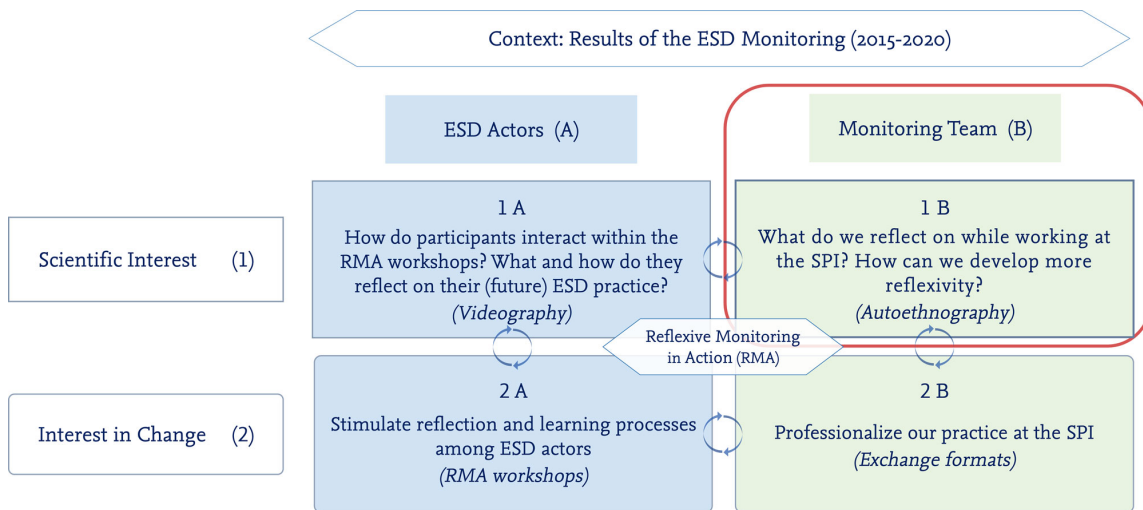 Context: Results of the ESD Monitoring (2015-2020)
ESD Actors (A)
Monitoring Team (B)
Scientific Interest (1)
1 A
How do participants interact within the
RMA workshops? What and how do they
reflect on their (future) ESD practice?
(Videography)
1 B
What do we reflect on while working at
the SPI? How can we develop more
reflexivity?
(Autoethnography)
Reflexive Monitoring
in Action (RMA)
Interest in Change (2)
2 A
Stimulate reflection and learning processes
among ESD actors
(RMA workshops)
2 B
Professionalize our practice at the SPI
(Exchange formats)